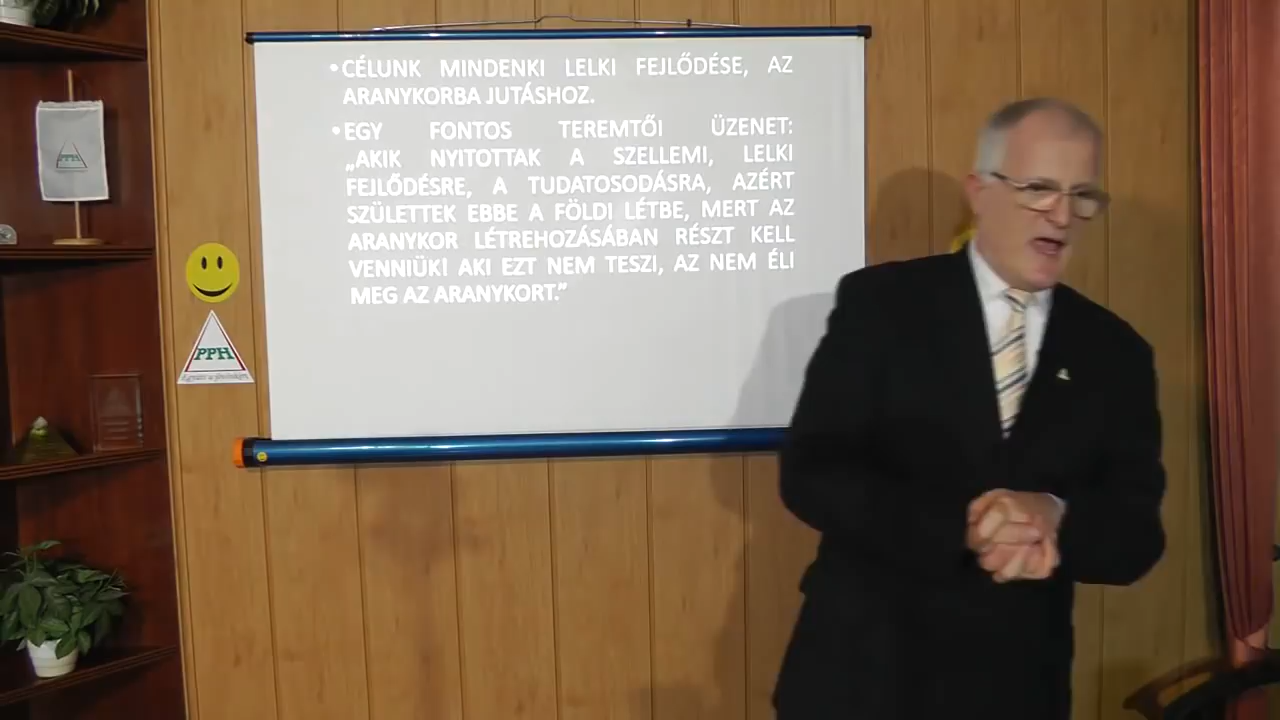 •CÉLUNK MINDENKI LELKI FEJLŐDÉSE, AZ
ARANYKORBA JUTÁSHOZ.
•EGY FONTOS TEREMTŐI ÜZENET:
„AKIK NYITOTTAK A SZELLEMI, LELKI
FEJLŐDÉSRE, A TUDATOSODÁSRA, AZÉRT
SZÜLETTEK EBBE A FÖLDI LÉTBE, MERT AZ
ARANYKOR LÉTREHOZÁSÁBAN RÉSZT KELL
VENNIÜK! AKI EZT NEM TESZI, AZ NEM ÉLI
MEG AZ ARANYKORT.”
PPH
PPH